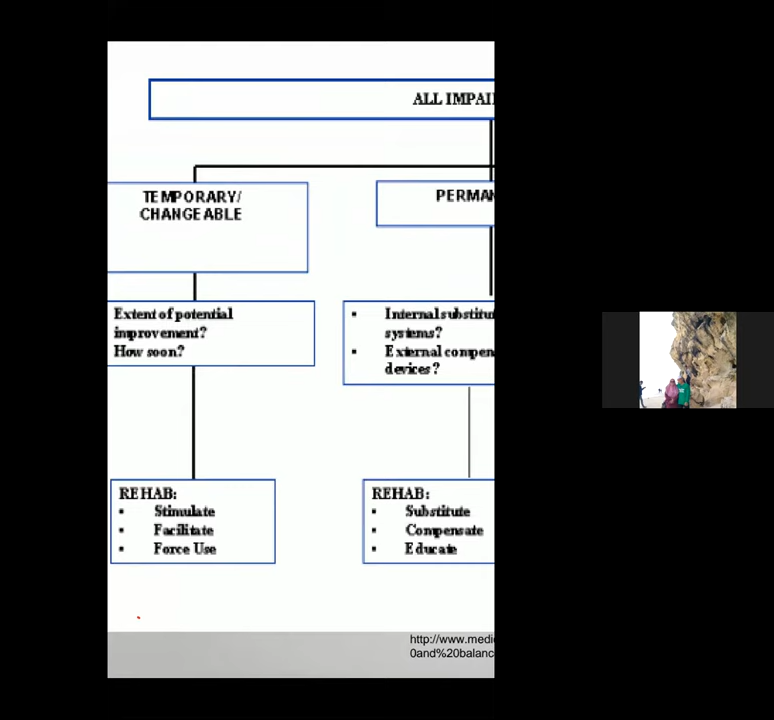 ALL IMPAI
TEMPORARY/
CHANGEABLE
PERMAN
Extent of potential
improvement?
How soon?
▪ Internal substitu
systems?
▪ External compen
devices?
REHAB:
▪ Stimulate
▪ Facilitate
▪ Force Use
REHAB:
▪ Substitute
▪ Compensate
▪ Educate
http://www.medi
0and%20balanc